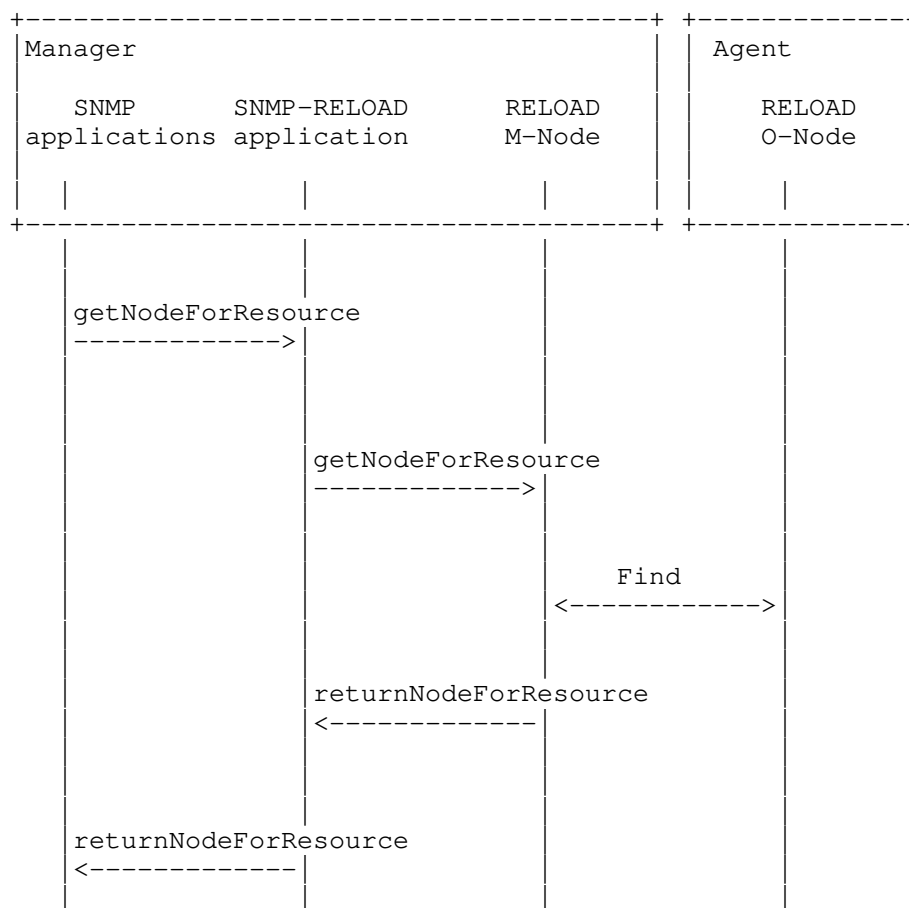 Manager Agent
SNMP SNMP-RELOAD RELOAD RELOAD
applications application M-Node O-Node
getNodeForResource
getNodeForResource
Find
returnNodeForResource
returnNodeForResource